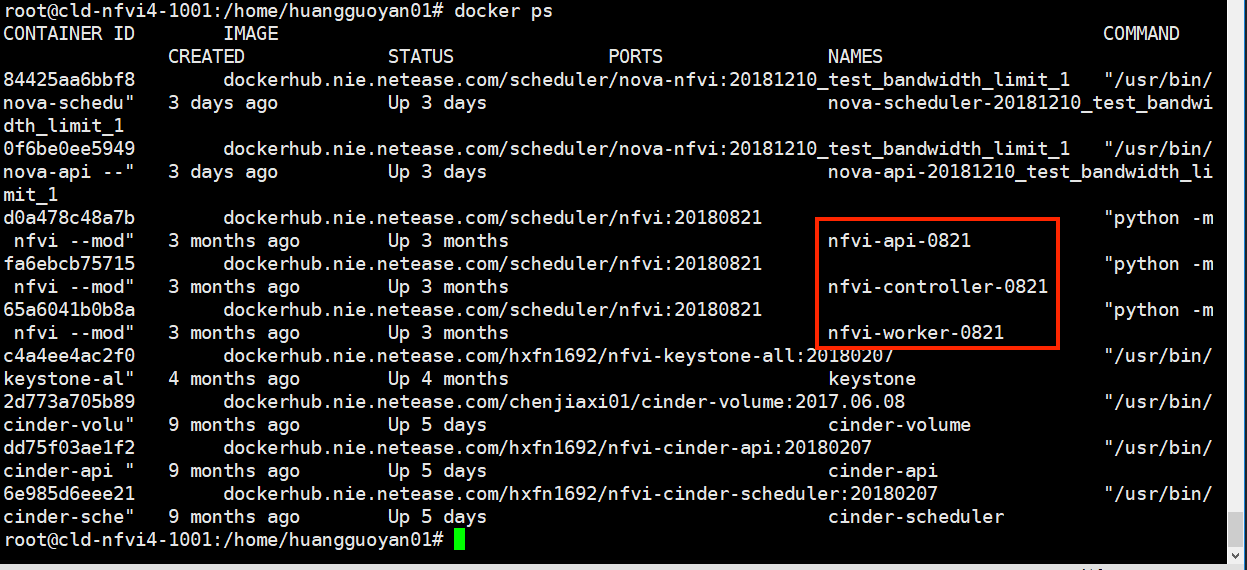 root@cld-nfvi4-1001:/home/huangguoyan01# docker ps
CONTAINER ID        IMAGE                                                                           COMMAND
               CREATED             STATUS              PORTS               NAMES
84425aa6bbf8        dockerhub.nie.netease.com/scheduler/nova-nfvi:20181210_test_bandwidth_limit_1   "/usr/bin/
nova-schedu"   3 days ago          Up 3 days                               nova-scheduler-20181210_test_bandwi
dth_limit_1
0f6be0ee5949        dockerhub.nie.netease.com/scheduler/nova-nfvi:20181210_test_bandwidth_limit_1   "/usr/bin/
nova-api --"   3 days ago          Up 3 days                               nova-api-20181210_test_bandwidth_li
mit_1
d0a478c48a7b        dockerhub.nie.netease.com/scheduler/nfvi:20180821                               "python -m
 nfvi --mod"   3 months ago        Up 3 months                             nfvi-api-0821
fa6ebcb75715        dockerhub.nie.netease.com/scheduler/nfvi:20180821                               "python -m
 nfvi --mod"   3 months ago        Up 3 months                             nfvi-controller-0821
65a6041b0b8a        dockerhub.nie.netease.com/scheduler/nfvi:20180821                               "python -m
 nfvi --mod"   3 months ago        Up 3 months                             nfvi-worker-0821
c4a4ee4ac2f0        dockerhub.nie.netease.com/hxfn1692/nfvi-keystone-all:20180207                   "/usr/bin/
keystone-al"   4 months ago        Up 4 months                             keystone
2d773a705b89        dockerhub.nie.netease.com/chenjiaxi01/cinder-volume:2017.06.08                  "/usr/bin/
cinder-volu"   9 months ago        Up 5 days                               cinder-volume
dd75f03ae1f2        dockerhub.nie.netease.com/hxfn1692/nfvi-cinder-api:20180207                     "/usr/bin/
cinder-api "   9 months ago        Up 5 days                               cinder-api
6e985d6eee21        dockerhub.nie.netease.com/hxfn1692/nfvi-cinder-scheduler:20180207               "/usr/bin/
cinder-sche"   9 months ago        Up 5 days                               cinder-scheduler
root@cld-nfvi4-1001:/home/huangguoyan01#